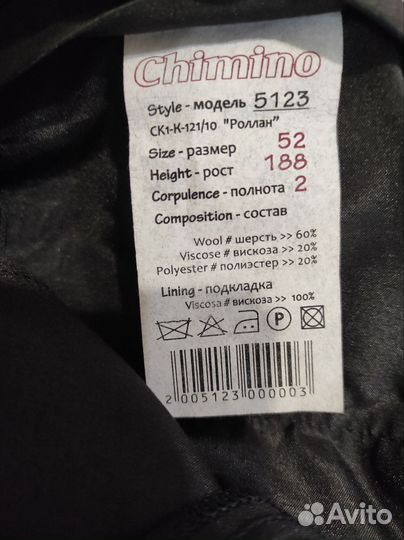 Chimino
Style - модель 5123
СК1-К-121/10 "Роллан"
Size - размер 52
Height - рост 188
Corpulence - полнота 2
Composition - состав
Wool # шерсть >> 60%
Viscose # вискоза >> 20%
Polyester # полиэстер >> 20%
Lining - подкладка
Viscosa # вискоза >> 100%
P
2 005123 000003
Avito